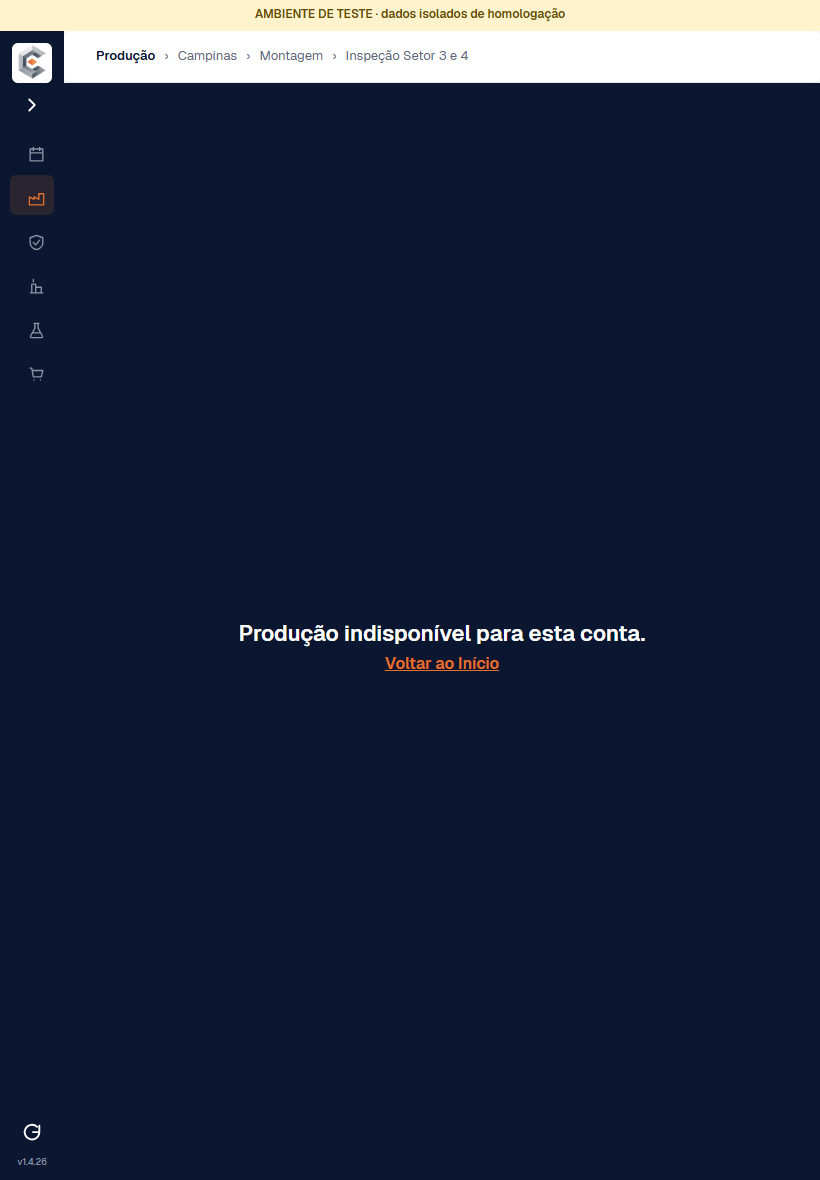 AMBIENTE DE TESTE · dados isolados de homologação
Produção › Campinas › Montagem › Inspeção Setor 3 e 4
Produção indisponível para esta conta.
Voltar ao Início
v1.4.26